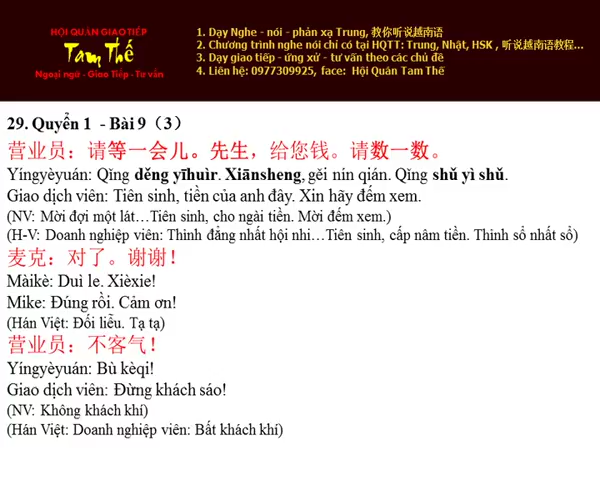 HỘI QUÁN GIAO TIẾP
Tam Thế
Ngoại ngữ - Giao Tiếp - Tư vấn
1. Dạy Nghe - nói - phản xạ Trung, 教你听说越南语
2. Chương trình nghe nói chỉ có tại HQTT: Trung, Nhật, HSK , 听说越南语教程...
3. Dạy giao tiếp - ứng xử - tư vấn theo các chủ đề
4. Liên hệ: 0977309925, face: Hội Quán Tam Thế
29. Quyển 1 - Bài 9（3）
营业员：请等一会儿。先生，给您钱。请数一数。
Yíngyèyuán: Qǐng děng yīhuìr. Xiānsheng, gěi nín qián. Qǐng shǔ yì shǔ.
Giao dịch viên: Tiên sinh, tiền của anh đây. Xin hãy đếm xem.
(NV: Mời đợi một lát…Tiên sinh, cho ngài tiền. Mời đếm xem.)
(H-V: Doanh nghiệp viên: Thỉnh đẳng nhất hội nhi…Tiên sinh, cấp nâm tiền. Thỉnh sổ nhất sổ)
麦克：对了。谢谢！
Màikè: Duì le. Xièxie!
Mike: Đúng rồi. Cảm ơn!
(Hán Việt: Đối liễu. Tạ tạ)
营业员：不客气！
Yíngyèyuán: Bù kèqi!
Giao dịch viên: Đừng khách sáo!
(NV: Không khách khí)
(Hán Việt: Doanh nghiệp viên: Bất khách khí)